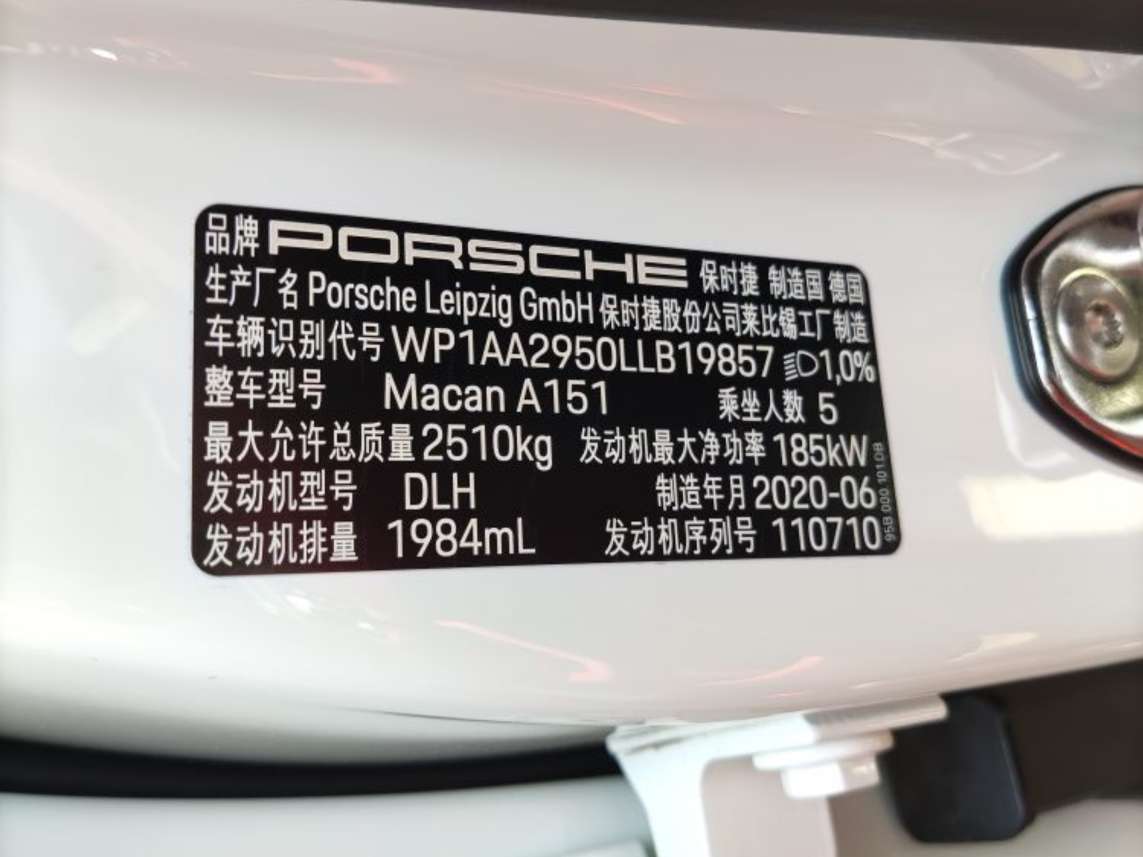 品牌 PORSCHE 保时捷 制造国 德国
生产厂名 Porsche Leipzig GmbH 保时捷股份公司莱比锡工厂制造
车辆识别代号 WP1AA2950LLB19857 1,0%
整车型号 Macan A151 乘坐人数 5
最大允许总质量 2510kg 发动机最大净功率 185kW
发动机型号 DLH 制造年月 2020-06
发动机排量 1984mL 发动机序列号 110710
95B 000 101 DB